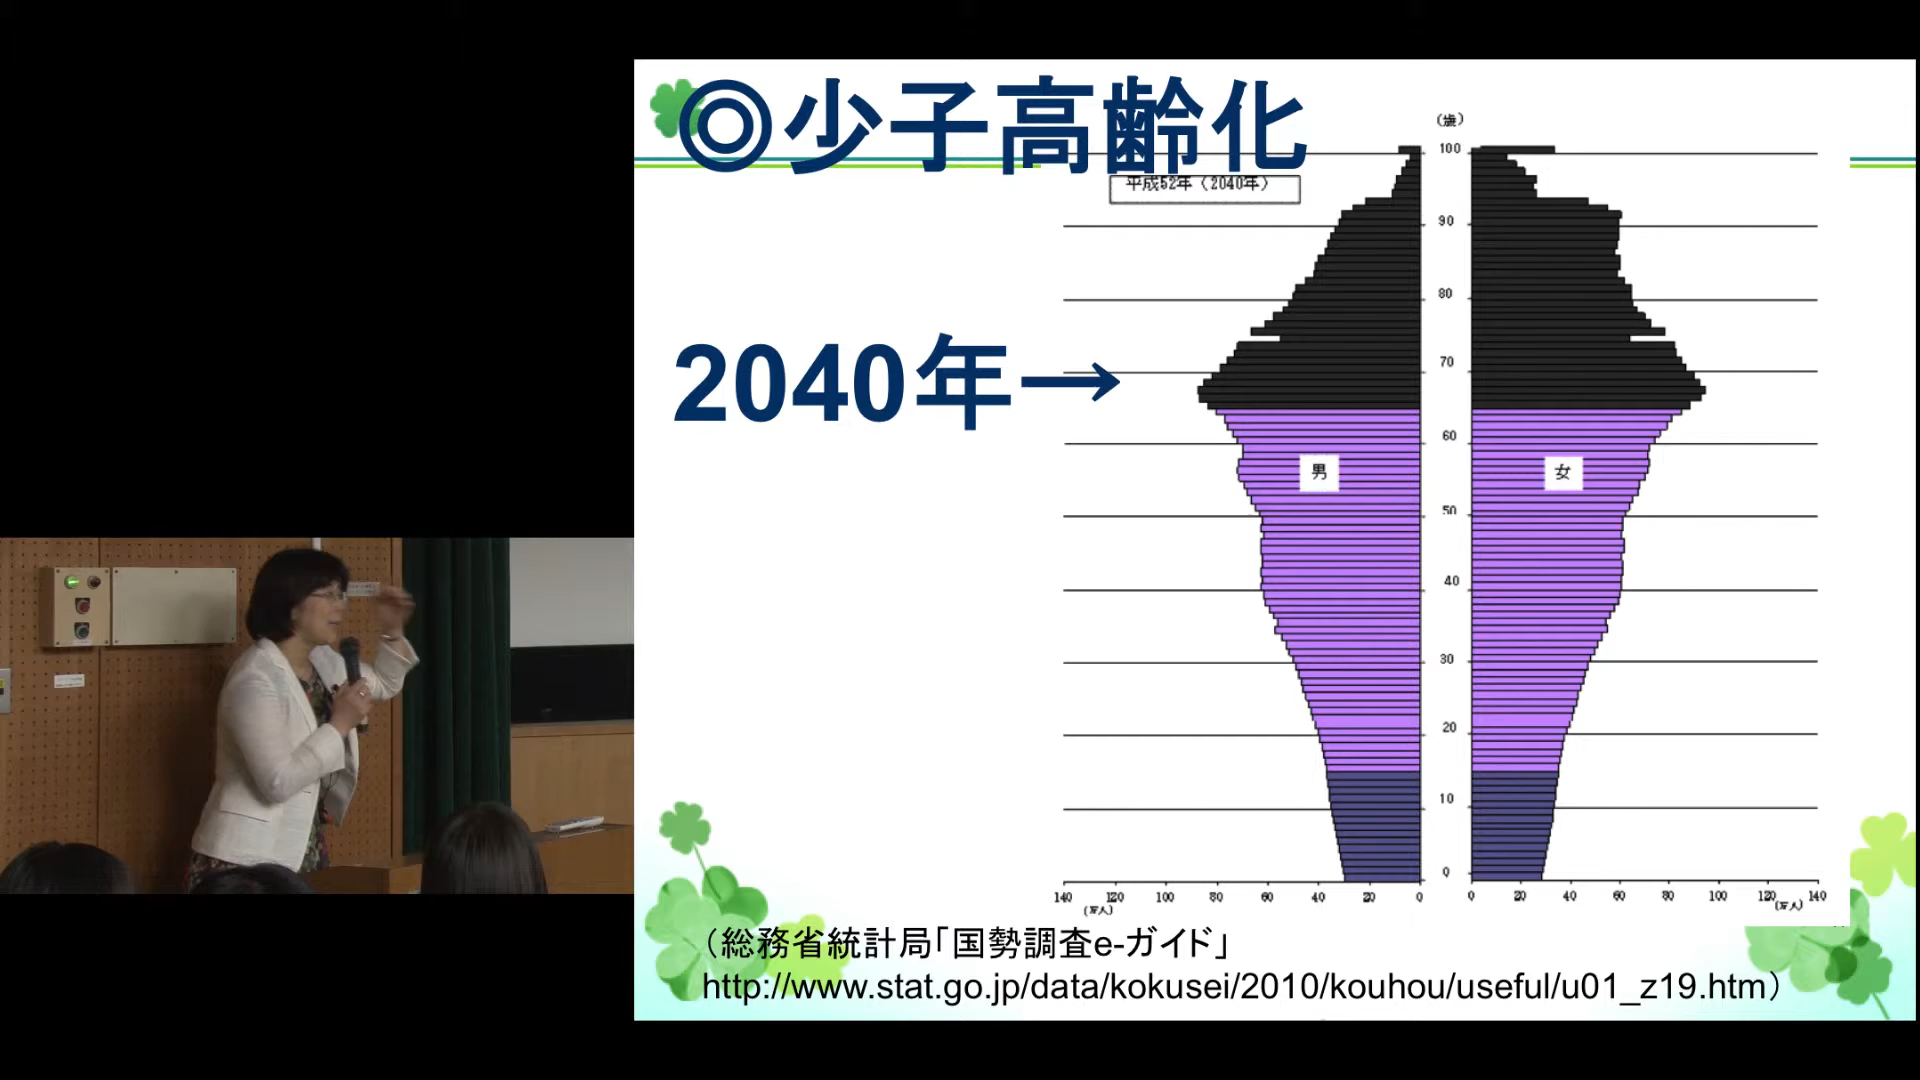 ◎少子高齢化
平成52年（2040年）
2040年→
（歳）
100
90
80
70
60
50
40
30
20
10
0
男
女
140 120 100 80 60 40 20 0
（万人）
0 20 40 60 80 100 120 140
（万人）
（総務省統計局「国勢調査e-ガイド」
http://www.stat.go.jp/data/kokusei/2010/kouhou/useful/u01_z19.htm）